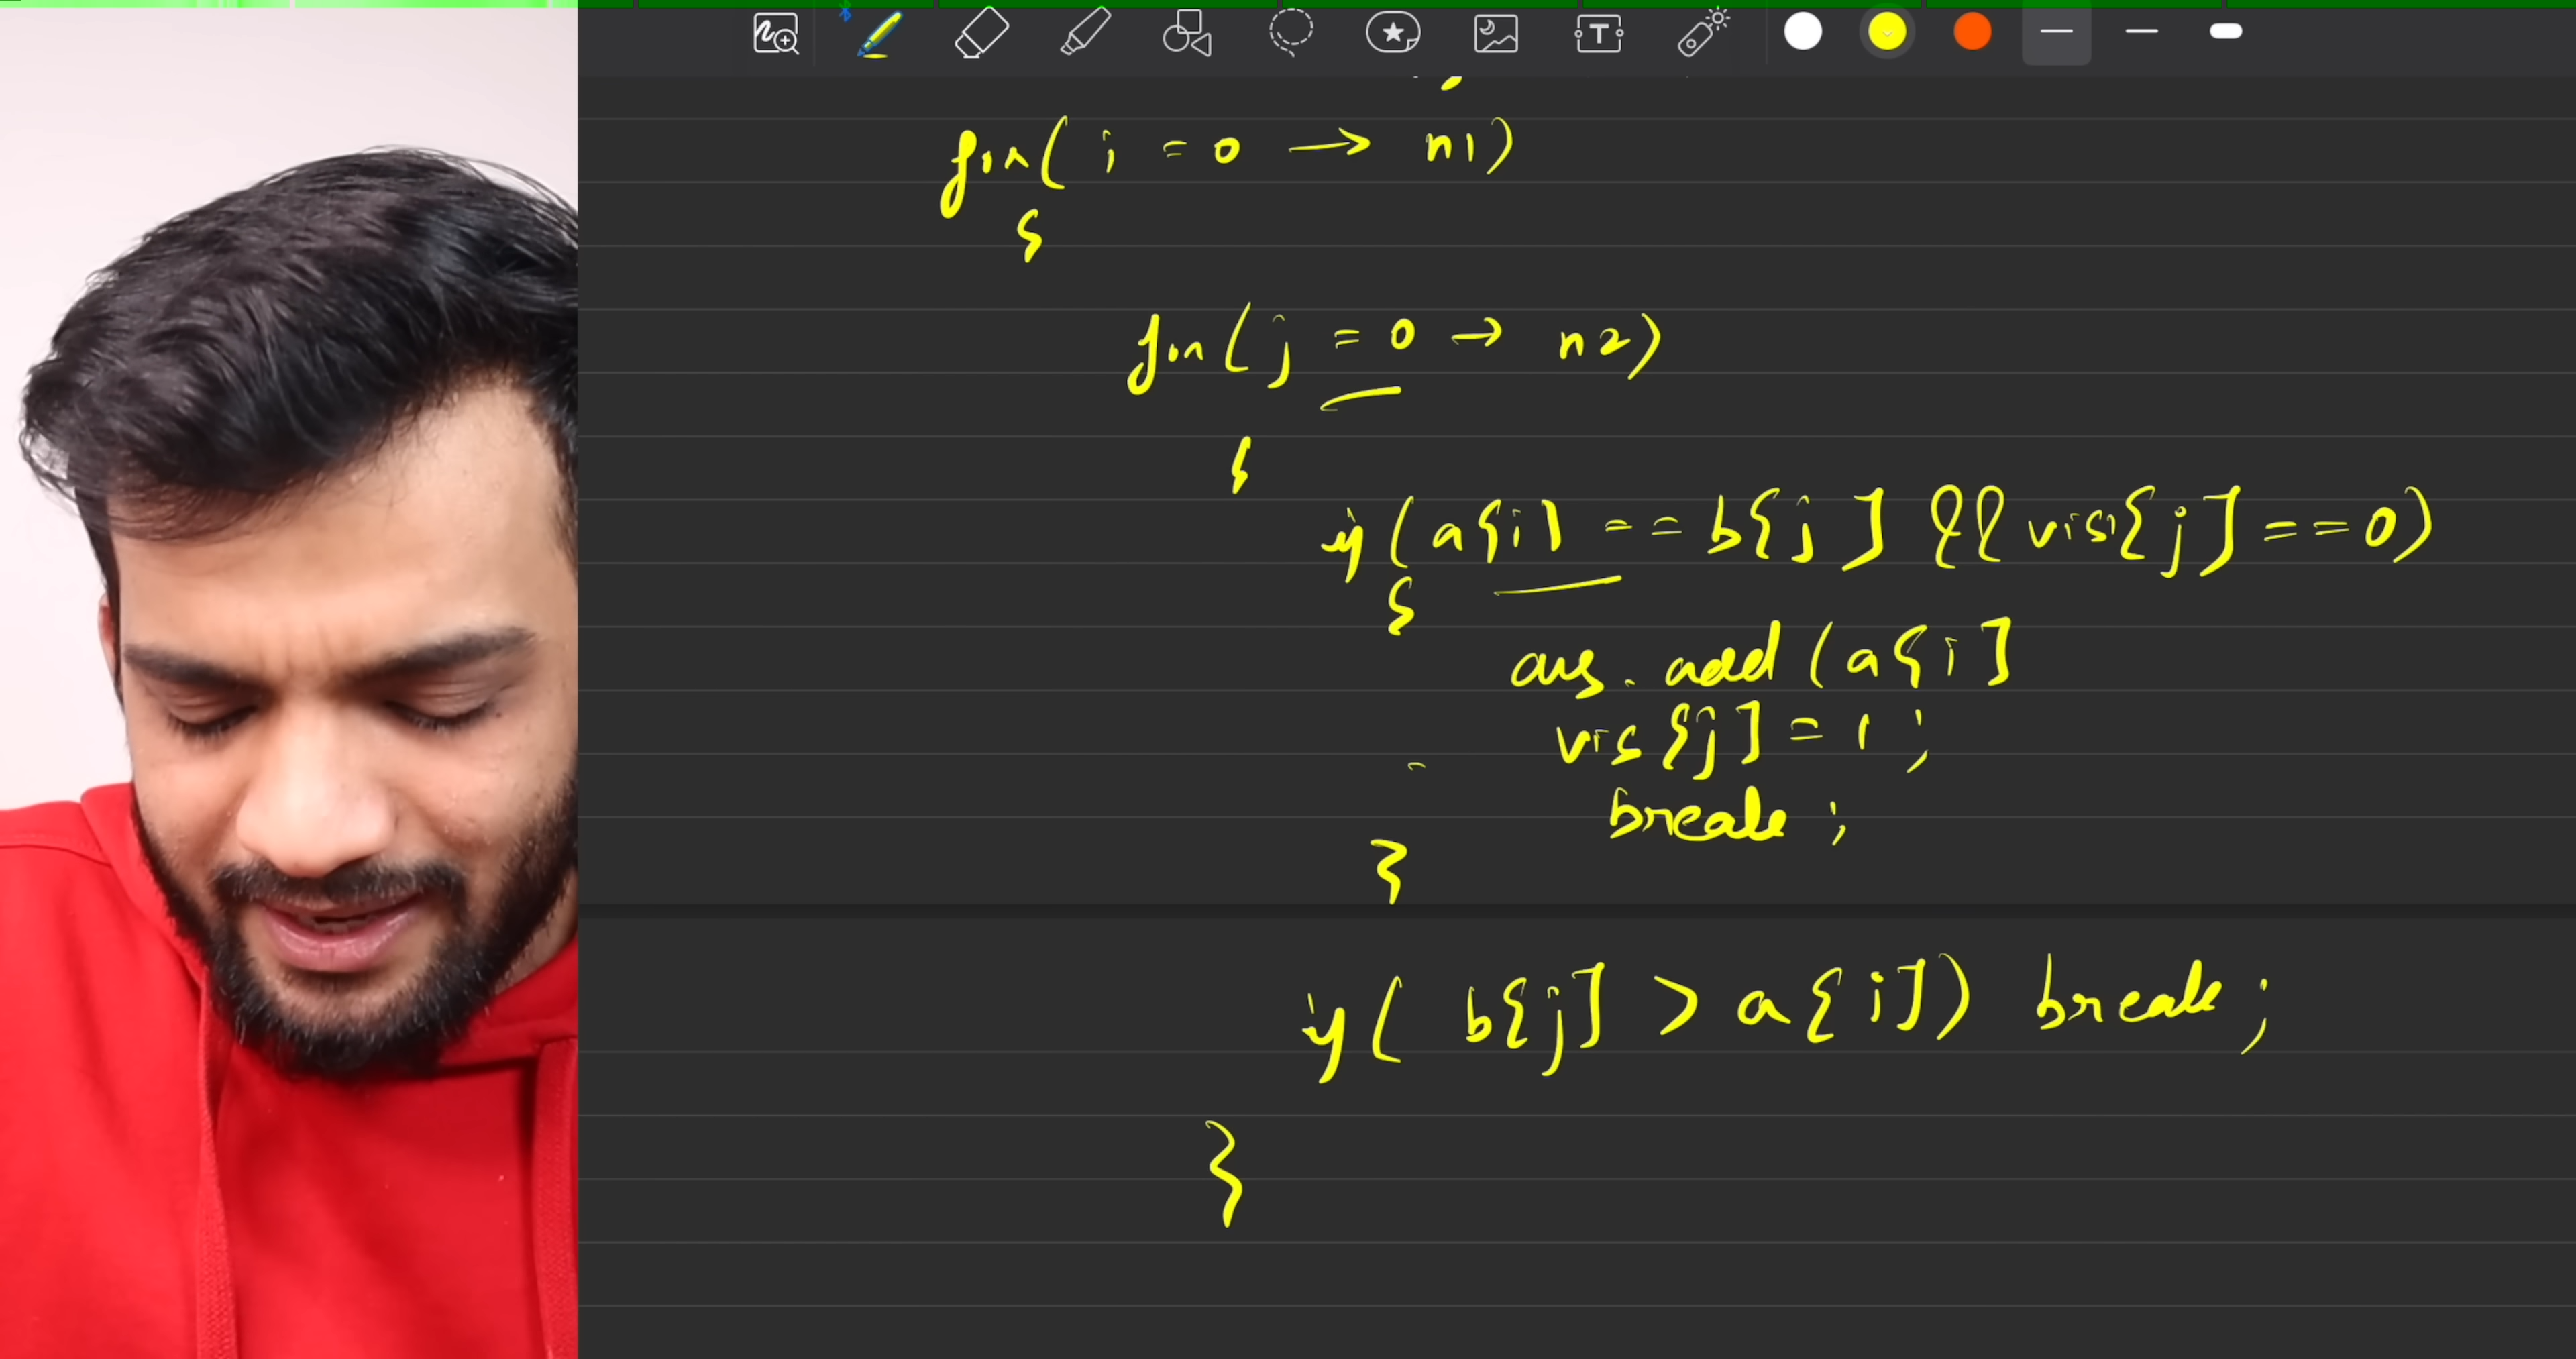 for( i = 0 → n1)
{
for( j = 0 → n2)
{
if( a[i] == b[j] && vis[j] == 0)
{
ans. add (a[i]
vis[j] = 1 ;
break ;
}
if( b[j] > a[i]) break ;
}